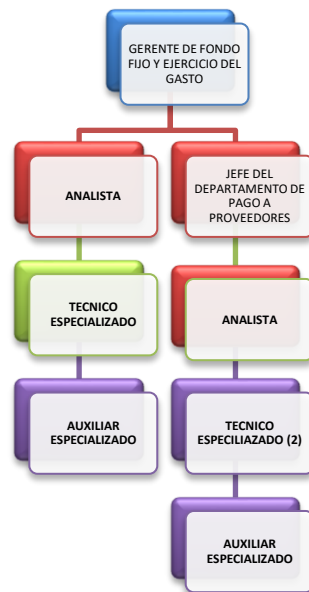 GERENTE DE FONDO
FIJO Y EJERCICIO DEL
GASTO
ANALISTA
JEFE DEL
DEPARTAMENTO DE
PAGO A
PROVEEDORES
TECNICO
ESPECIALIZADO
ANALISTA
AUXILIAR
ESPECIALIZADO
TECNICO
ESPECILIAZADO (2)
AUXILIAR
ESPECIALIZADO